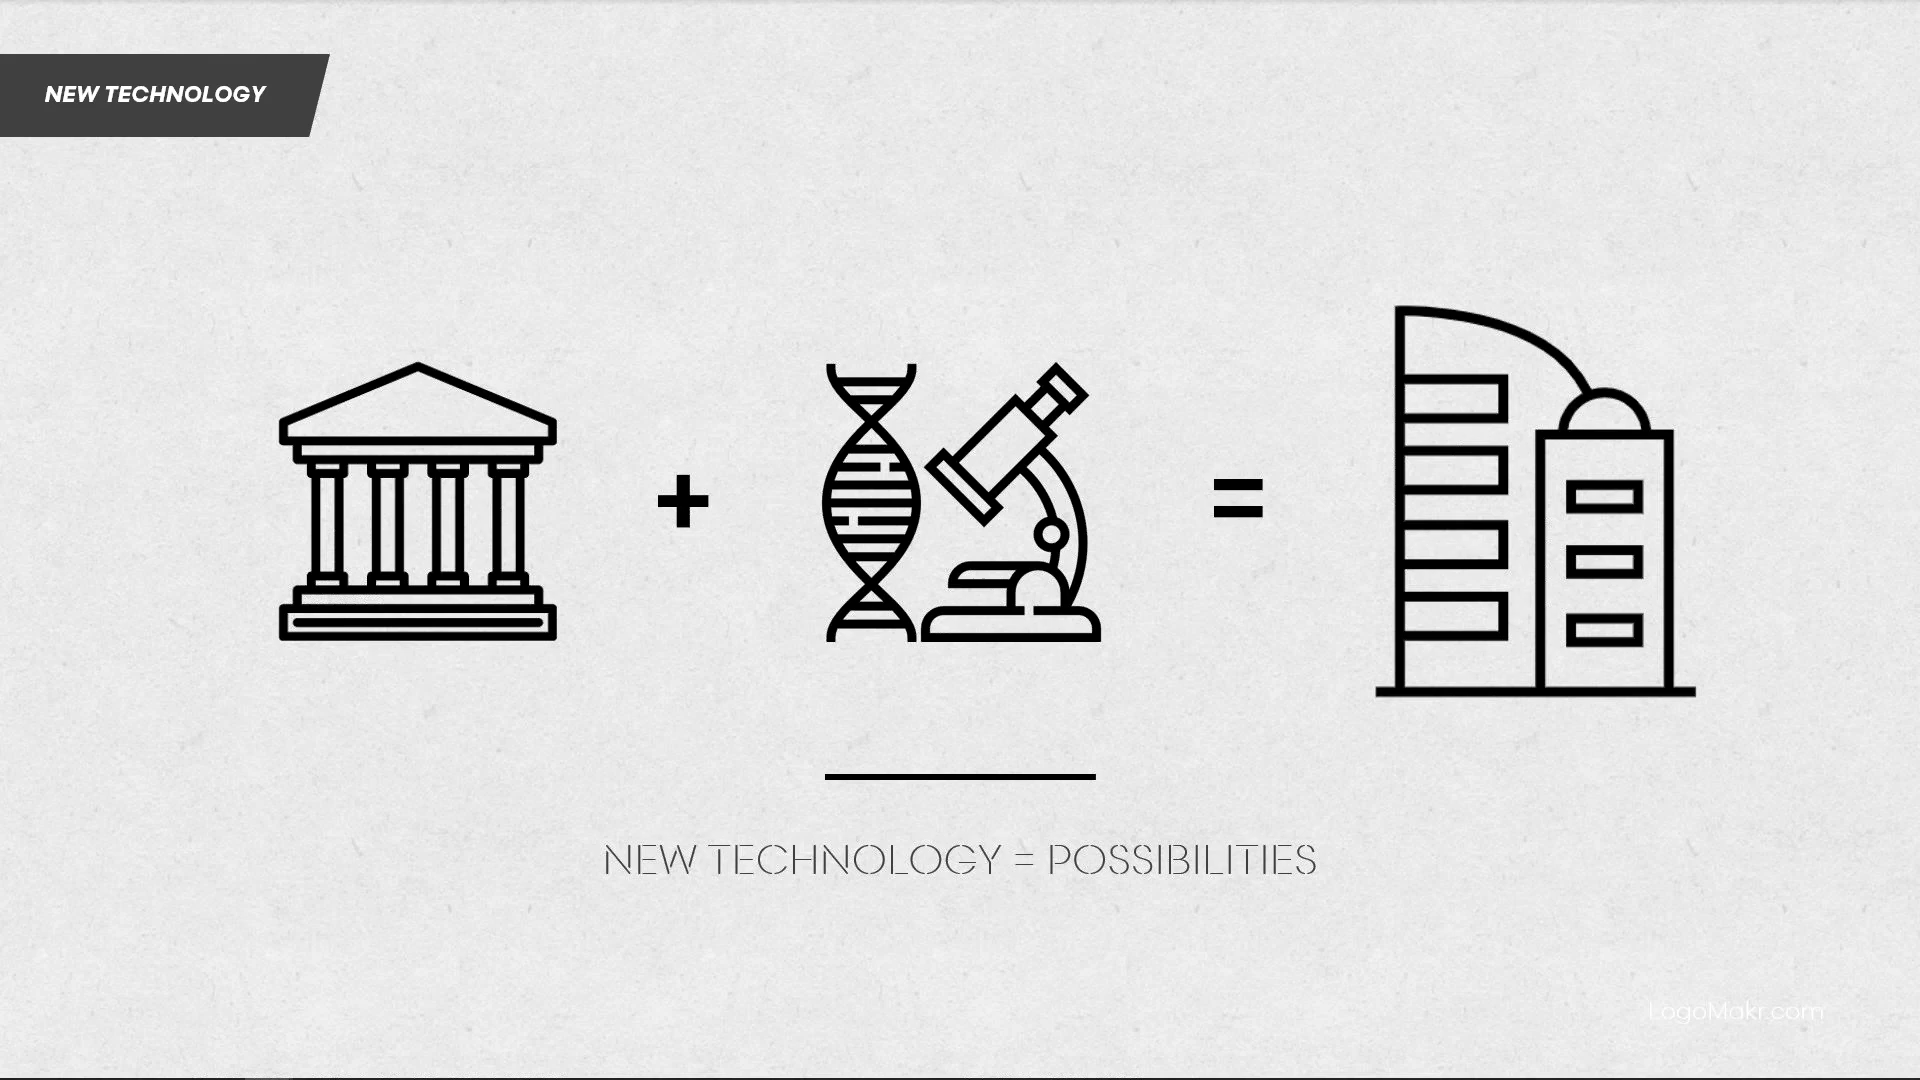 NEW TECHNOLOGY
+
=
NEW TECHNOLOGY = POSSIBILITIES
LogoMakr.com